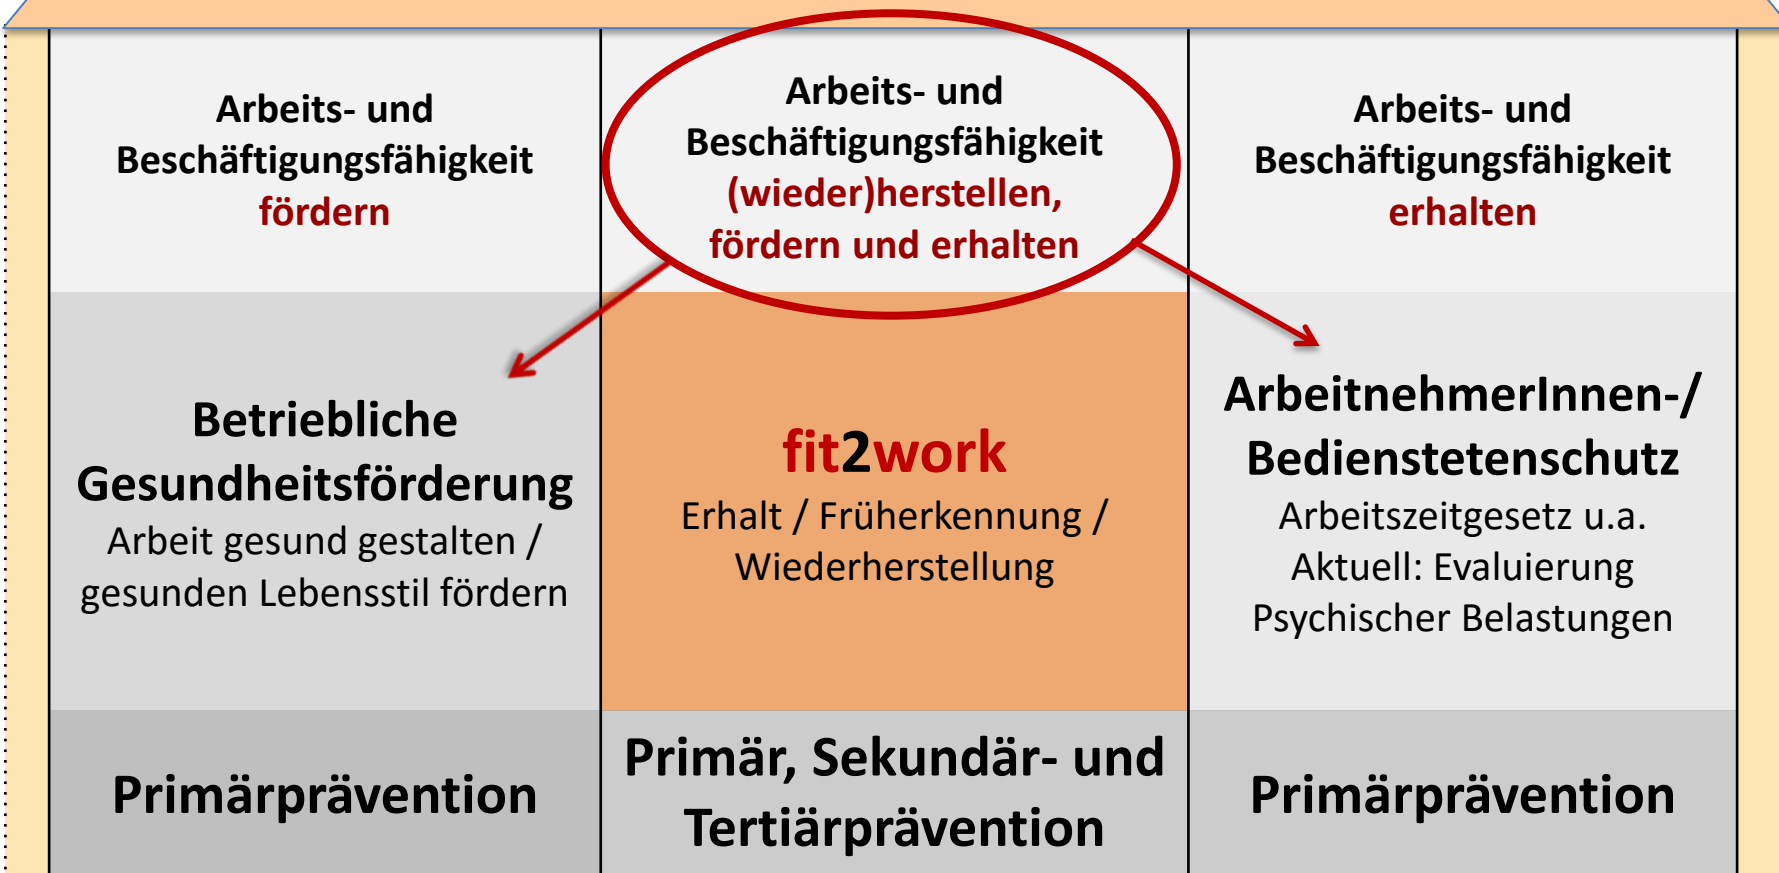 Arbeits- und
Beschäftigungsfähigkeit
fördern
Arbeits- und
Beschäftigungsfähigkeit
(wieder)herstellen,
fördern und erhalten
Arbeits- und
Beschäftigungsfähigkeit
erhalten
Betriebliche
Gesundheitsförderung
Arbeit gesund gestalten /
gesunden Lebensstil fördern
fit2work
Erhalt / Früherkennung /
Wiederherstellung
ArbeitnehmerInnen-/
Bedienstetenschutz
Arbeitszeitgesetz u.a.
Aktuell: Evaluierung
Psychischer Belastungen
Primärprävention
Primär, Sekundär- und
Tertiärprävention
Primärprävention